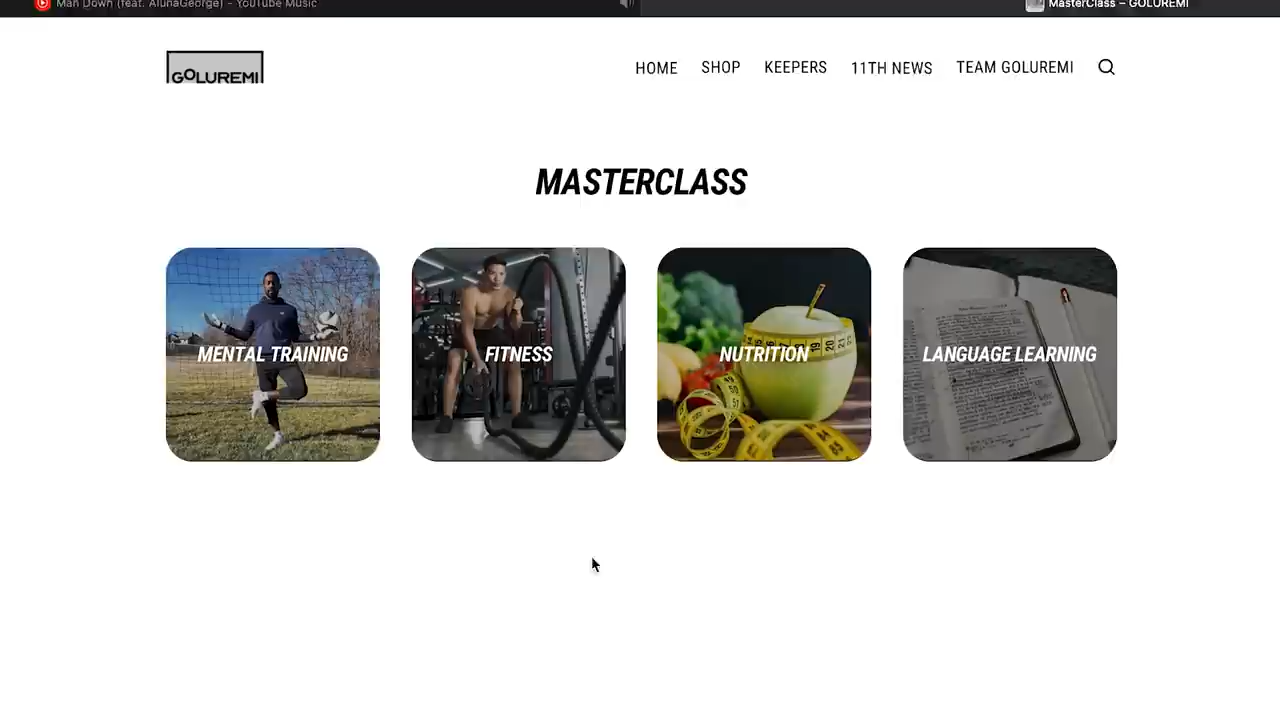 Man Down (feat. AlunaGeorge) - YouTube Music
MasterClass – GOLUREMI
GOLUREMI
HOME SHOP KEEPERS 11TH NEWS TEAM GOLUREMI
MASTERCLASS
MENTAL TRAINING
FITNESS
NUTRITION
LANGUAGE LEARNING